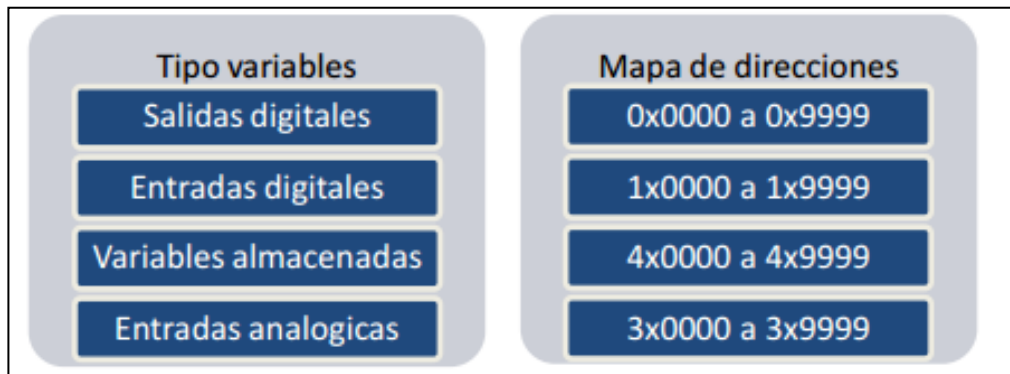 Tipo variables
Salidas digitales
Entradas digitales
Variables almacenadas
Entradas analogicas
Mapa de direcciones
0x0000 a 0x9999
1x0000 a 1x9999
4x0000 a 4x9999
3x0000 a 3x9999